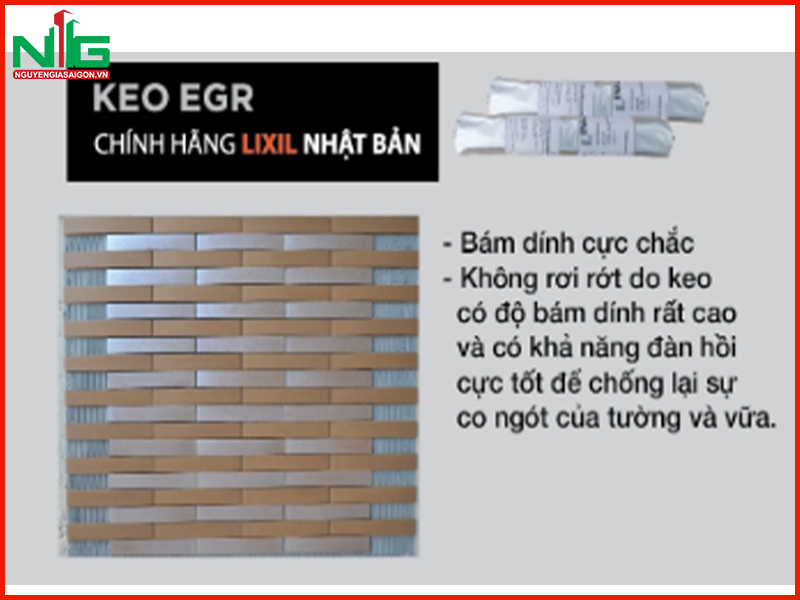 NG
NGUYENGIASAIGON.VN
KEO EGR
CHÍNH HÃNG LIXIL NHẬT BẢN
- Bám dính cực chắc
- Không rơi rớt do keo
có độ bám dính rất cao
và có khả năng đàn hồi
cực tốt để chống lại sự
co ngót của tường và vữa.